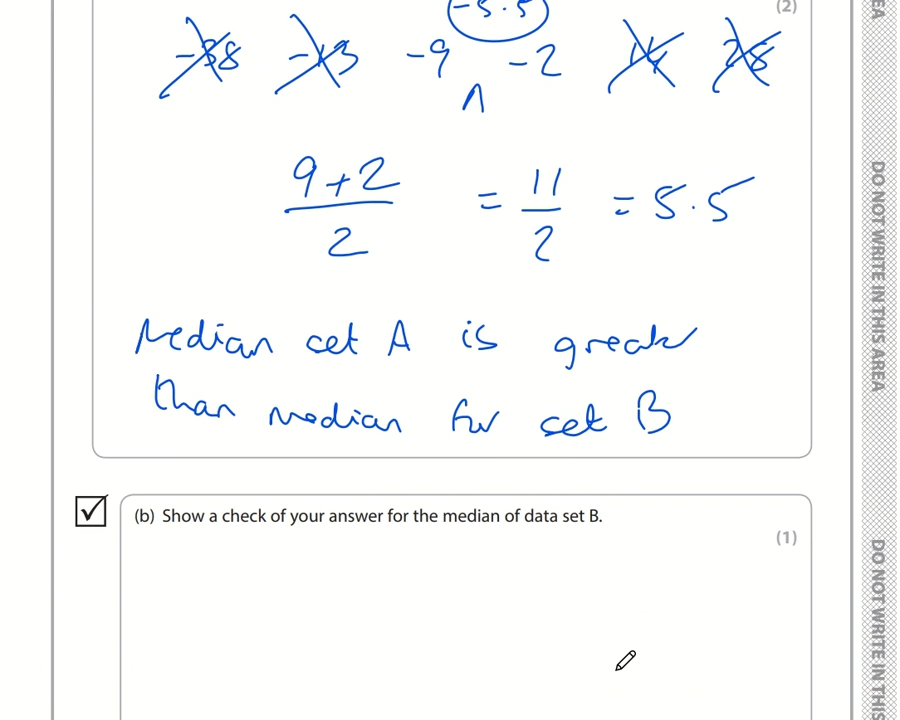 EA
-5.5
(2)
-38 -13 -9 -2 14 28
9+2/2 = 11/2 = 5.5
Median set A is greater
than median for set B
(b) Show a check of your answer for the median of data set B.
(1)
DO NOT WRITE IN THIS AREA
DO NOT WRITE IN THIS